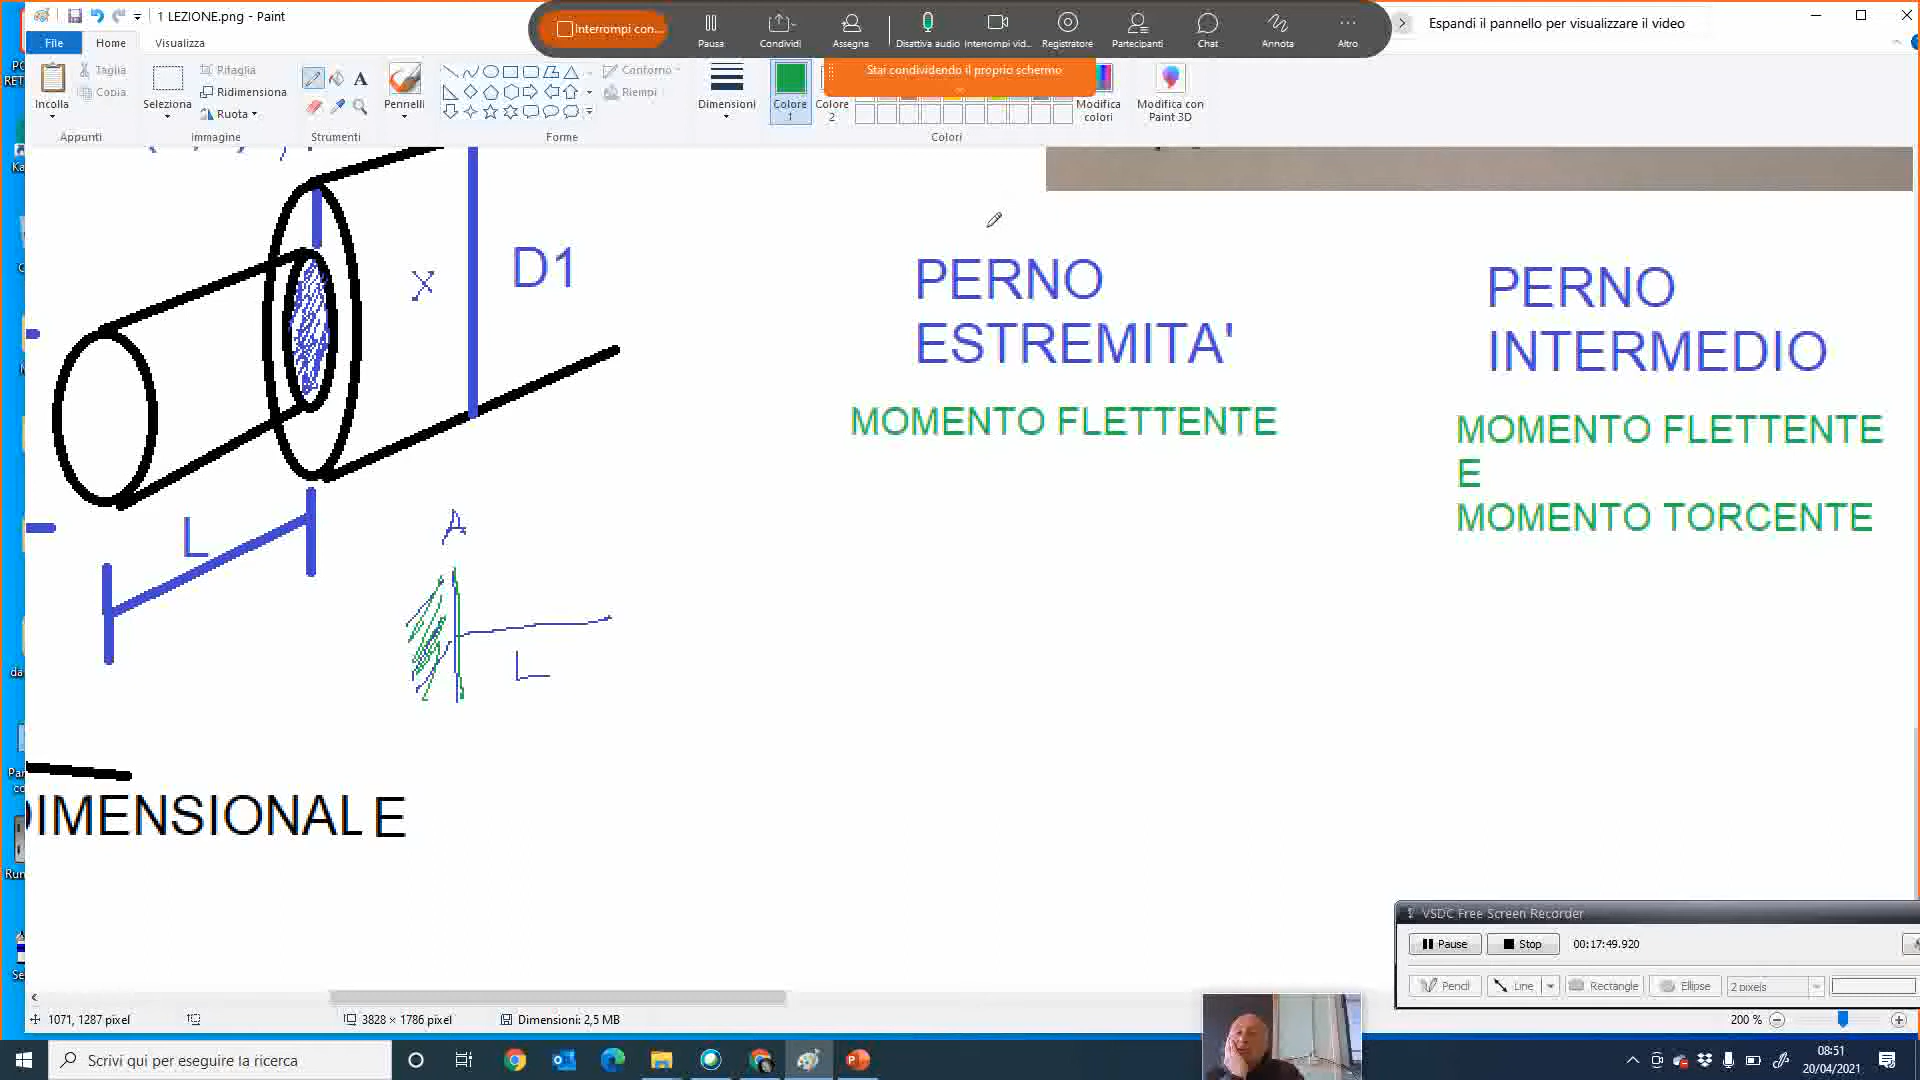 1 LEZIONE.png - Paint
Interrompi con...
Pausa
Condividi
Assegna
Disattiva audio
Interrompi vid...
Registratore
Partecipanti
Chat
Annota
Altro
Espandi il pannello per visualizzare il video
Stai condividendo il proprio schermo
File
Home
Visualizza
Incolla
Taglia
Copia
Appunti
Seleziona
Ritaglia
Ridimensiona
Ruota
Immagine
A
Strumenti
Pennelli
Contorno
Riempi
Forme
Dimensioni
Colore 1
Colore 2
Modifica colori
Modifica con Paint 3D
Colori
X
D1
L
A
L
DIMENSIONALE
PERNO
ESTREMITA'
MOMENTO FLETTENTE
PERNO
INTERMEDIO
MOMENTO FLETTENTE
E
MOMENTO TORCENTE
VSDC Free Screen Recorder
Pause
Stop
00:17:49.920
Pencil
Line
Rectangle
Ellipse
2 pixels
1071, 1287 pixel
3828 × 1786 pixel
Dimensioni: 2,5 MB
200 %
Scrivi qui per eseguire la ricerca
08:51
20/04/2021